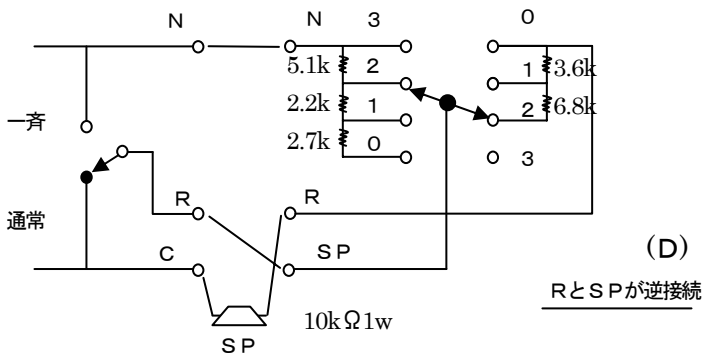 N N 3 0
5.1k 2 1 3.6k
2.2k 1 2 6.8k
一斉
2.7k 0 3
R R
通常
C SP (D)
RとSPが逆接続
10kΩ1w
SP